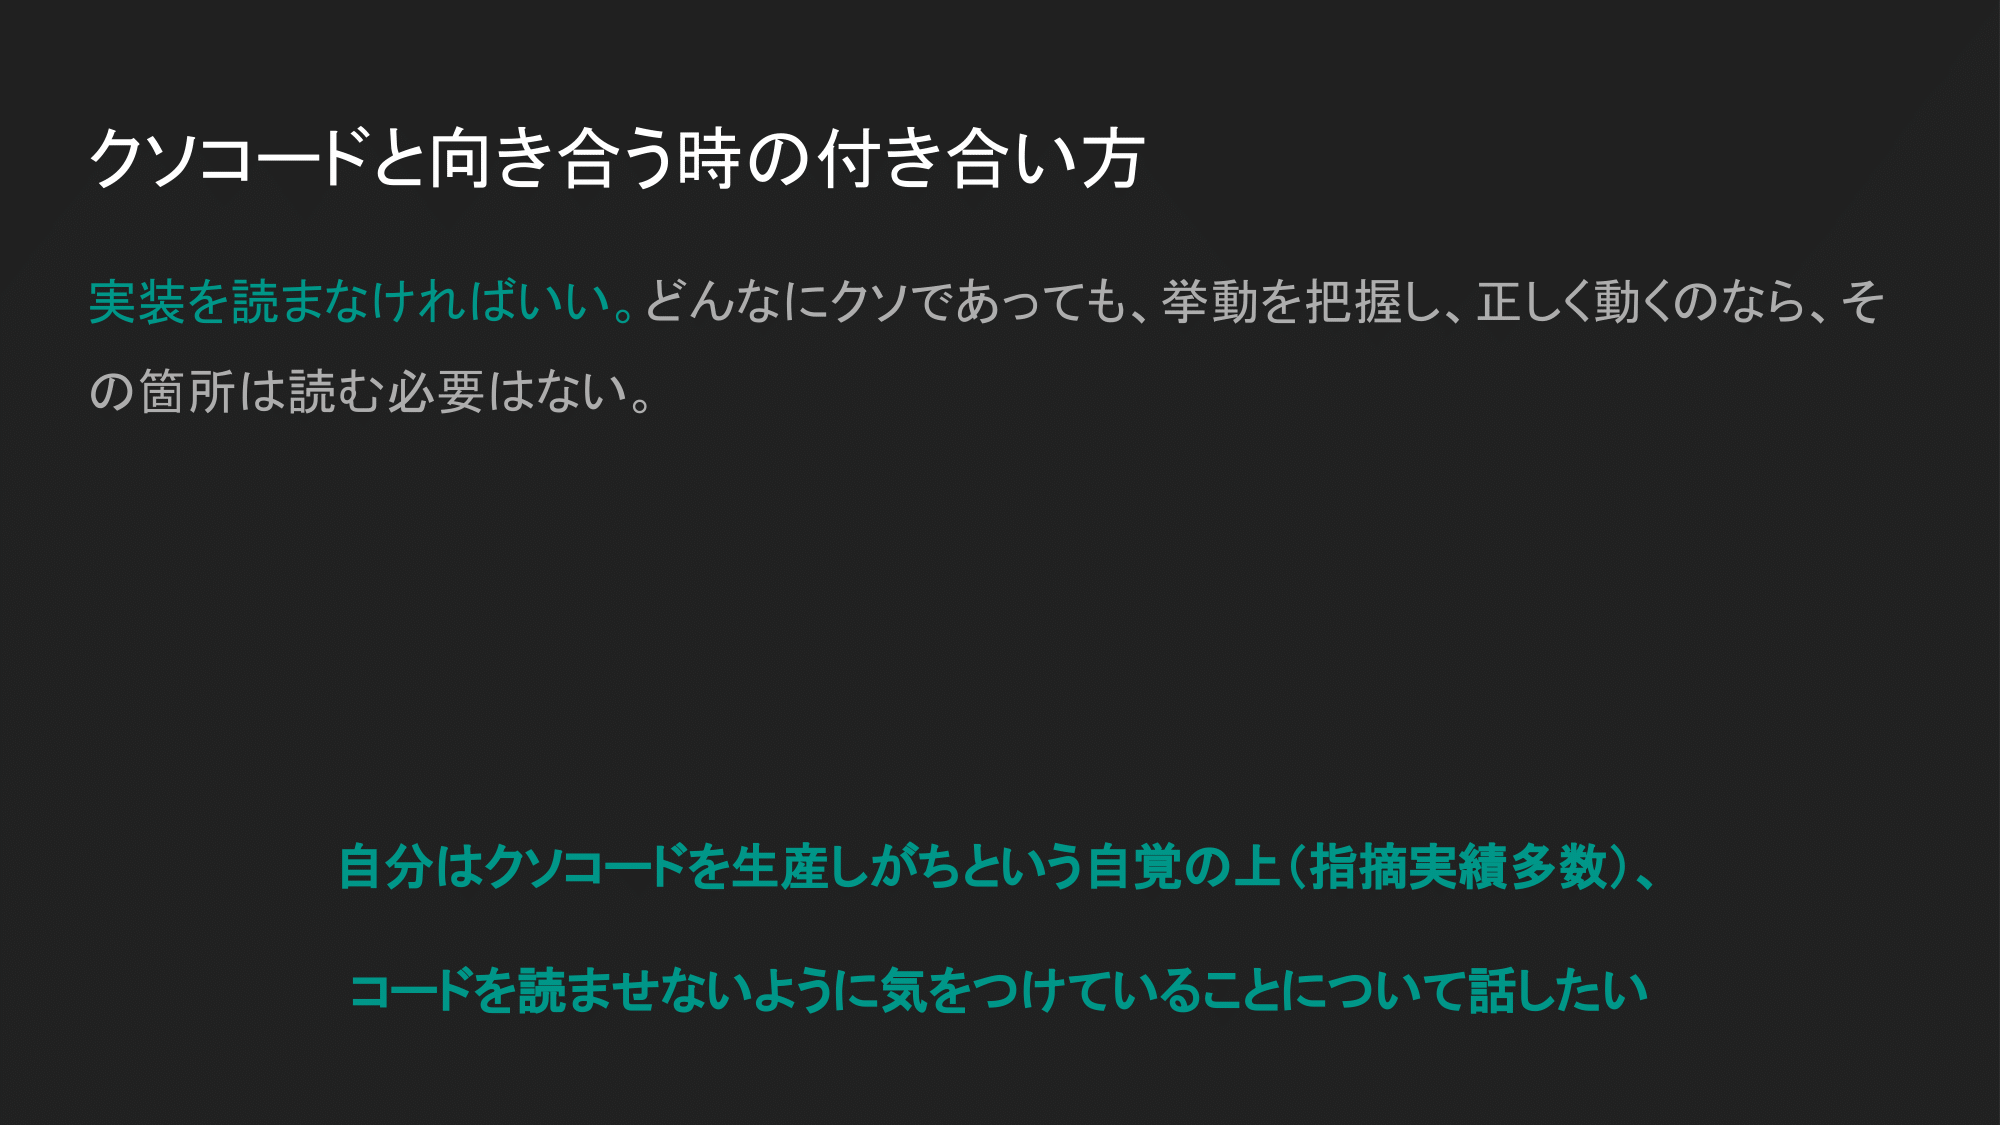 クソコードと向き合う時の付き合い方
実装を読まなければいい。どんなにクソであっても、挙動を把握し、正しく動くのなら、そ
の箇所は読む必要はない。
自分はクソコードを生産しがちという自覚の上（指摘実績多数）、
コードを読ませないように気をつけていることについて話したい